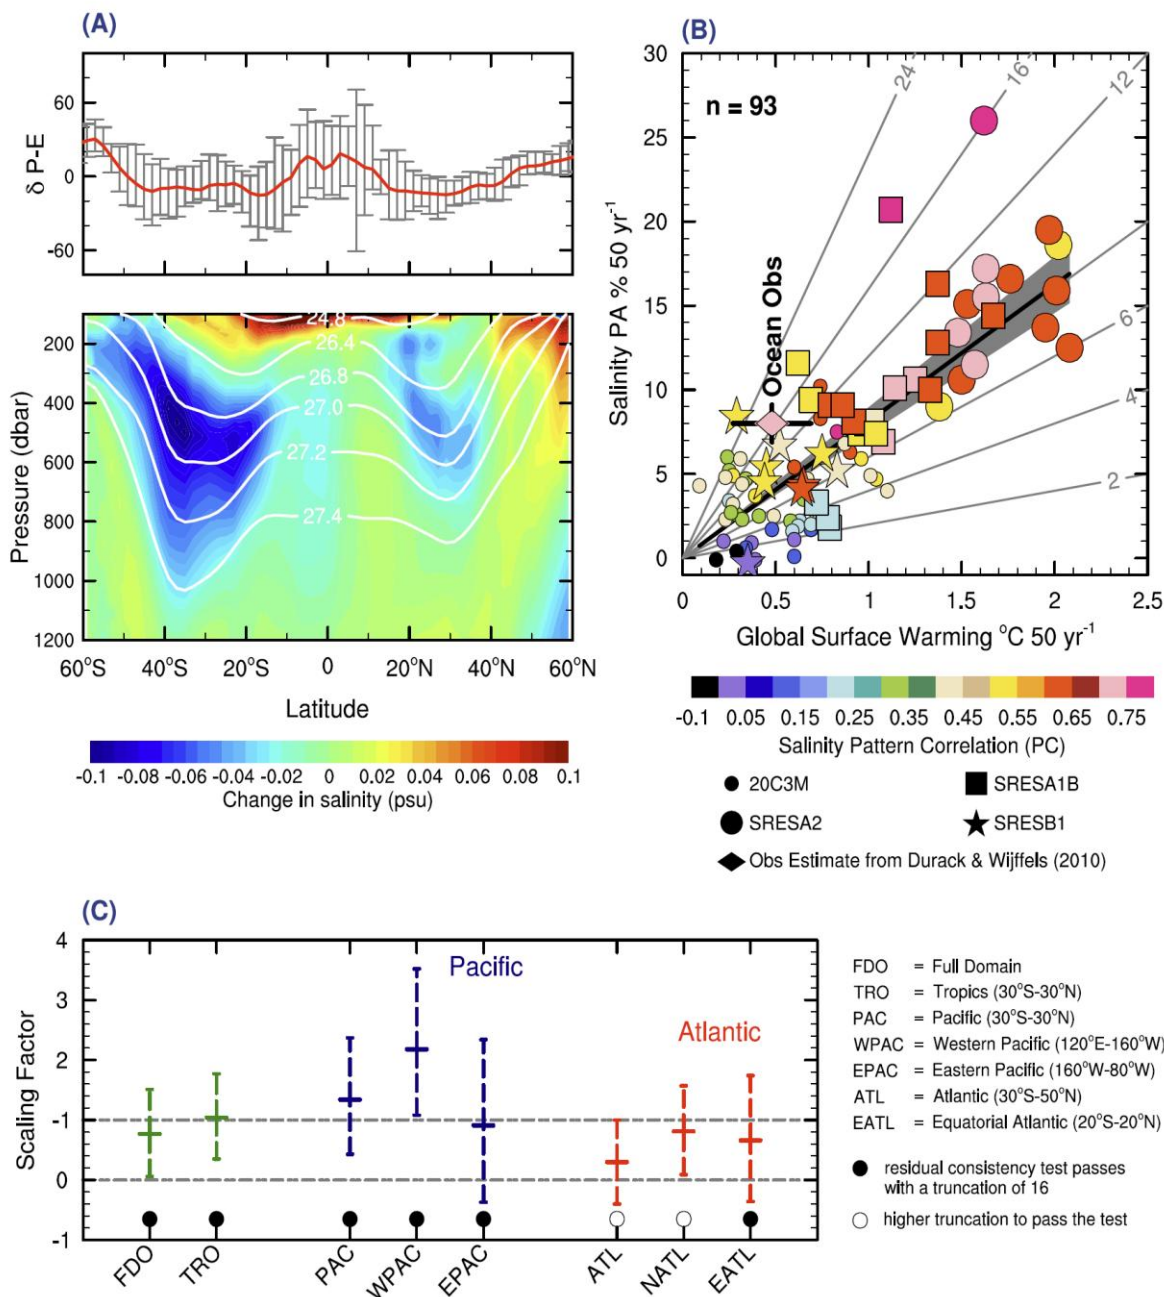 (A)
60
0
-60
δ P-E
24.8
26.4
26.8
27.0
27.2
27.4
200
400
600
800
1000
1200
Pressure (dbar)
60°S 40°S 20°S 0 20°N 40°N 60°N
Latitude
-0.1 -0.08 -0.06 -0.04 -0.02 0 0.02 0.04 0.06 0.08 0.1
Change in salinity (psu)
(B)
30
25
20
15
10
5
0
Salinity PA % 50 yr⁻¹
n = 93
24
16
12
6
4
2
Ocean Obs
0 0.5 1 1.5 2 2.5
Global Surface Warming °C 50 yr⁻¹
-0.1 0.05 0.15 0.25 0.35 0.45 0.55 0.65 0.75
Salinity Pattern Correlation (PC)
20C3M
SRESA1B
SRESA2
SRESB1
Obs Estimate from Durack & Wijffels (2010)
(C)
4
3
2
1
0
-1
Scaling Factor
Pacific
Atlantic
FDO
TRO
PAC
WPAC
EPAC
ATL
NATL
EATL
FDO = Full Domain
TRO = Tropics (30°S-30°N)
PAC = Pacific (30°S-30°N)
WPAC = Western Pacific (120°E-160°W)
EPAC = Eastern Pacific (160°W-80°W)
ATL = Atlantic (30°S-50°N)
EATL = Equatorial Atlantic (20°S-20°N)
residual consistency test passes
with a truncation of 16
higher truncation to pass the test